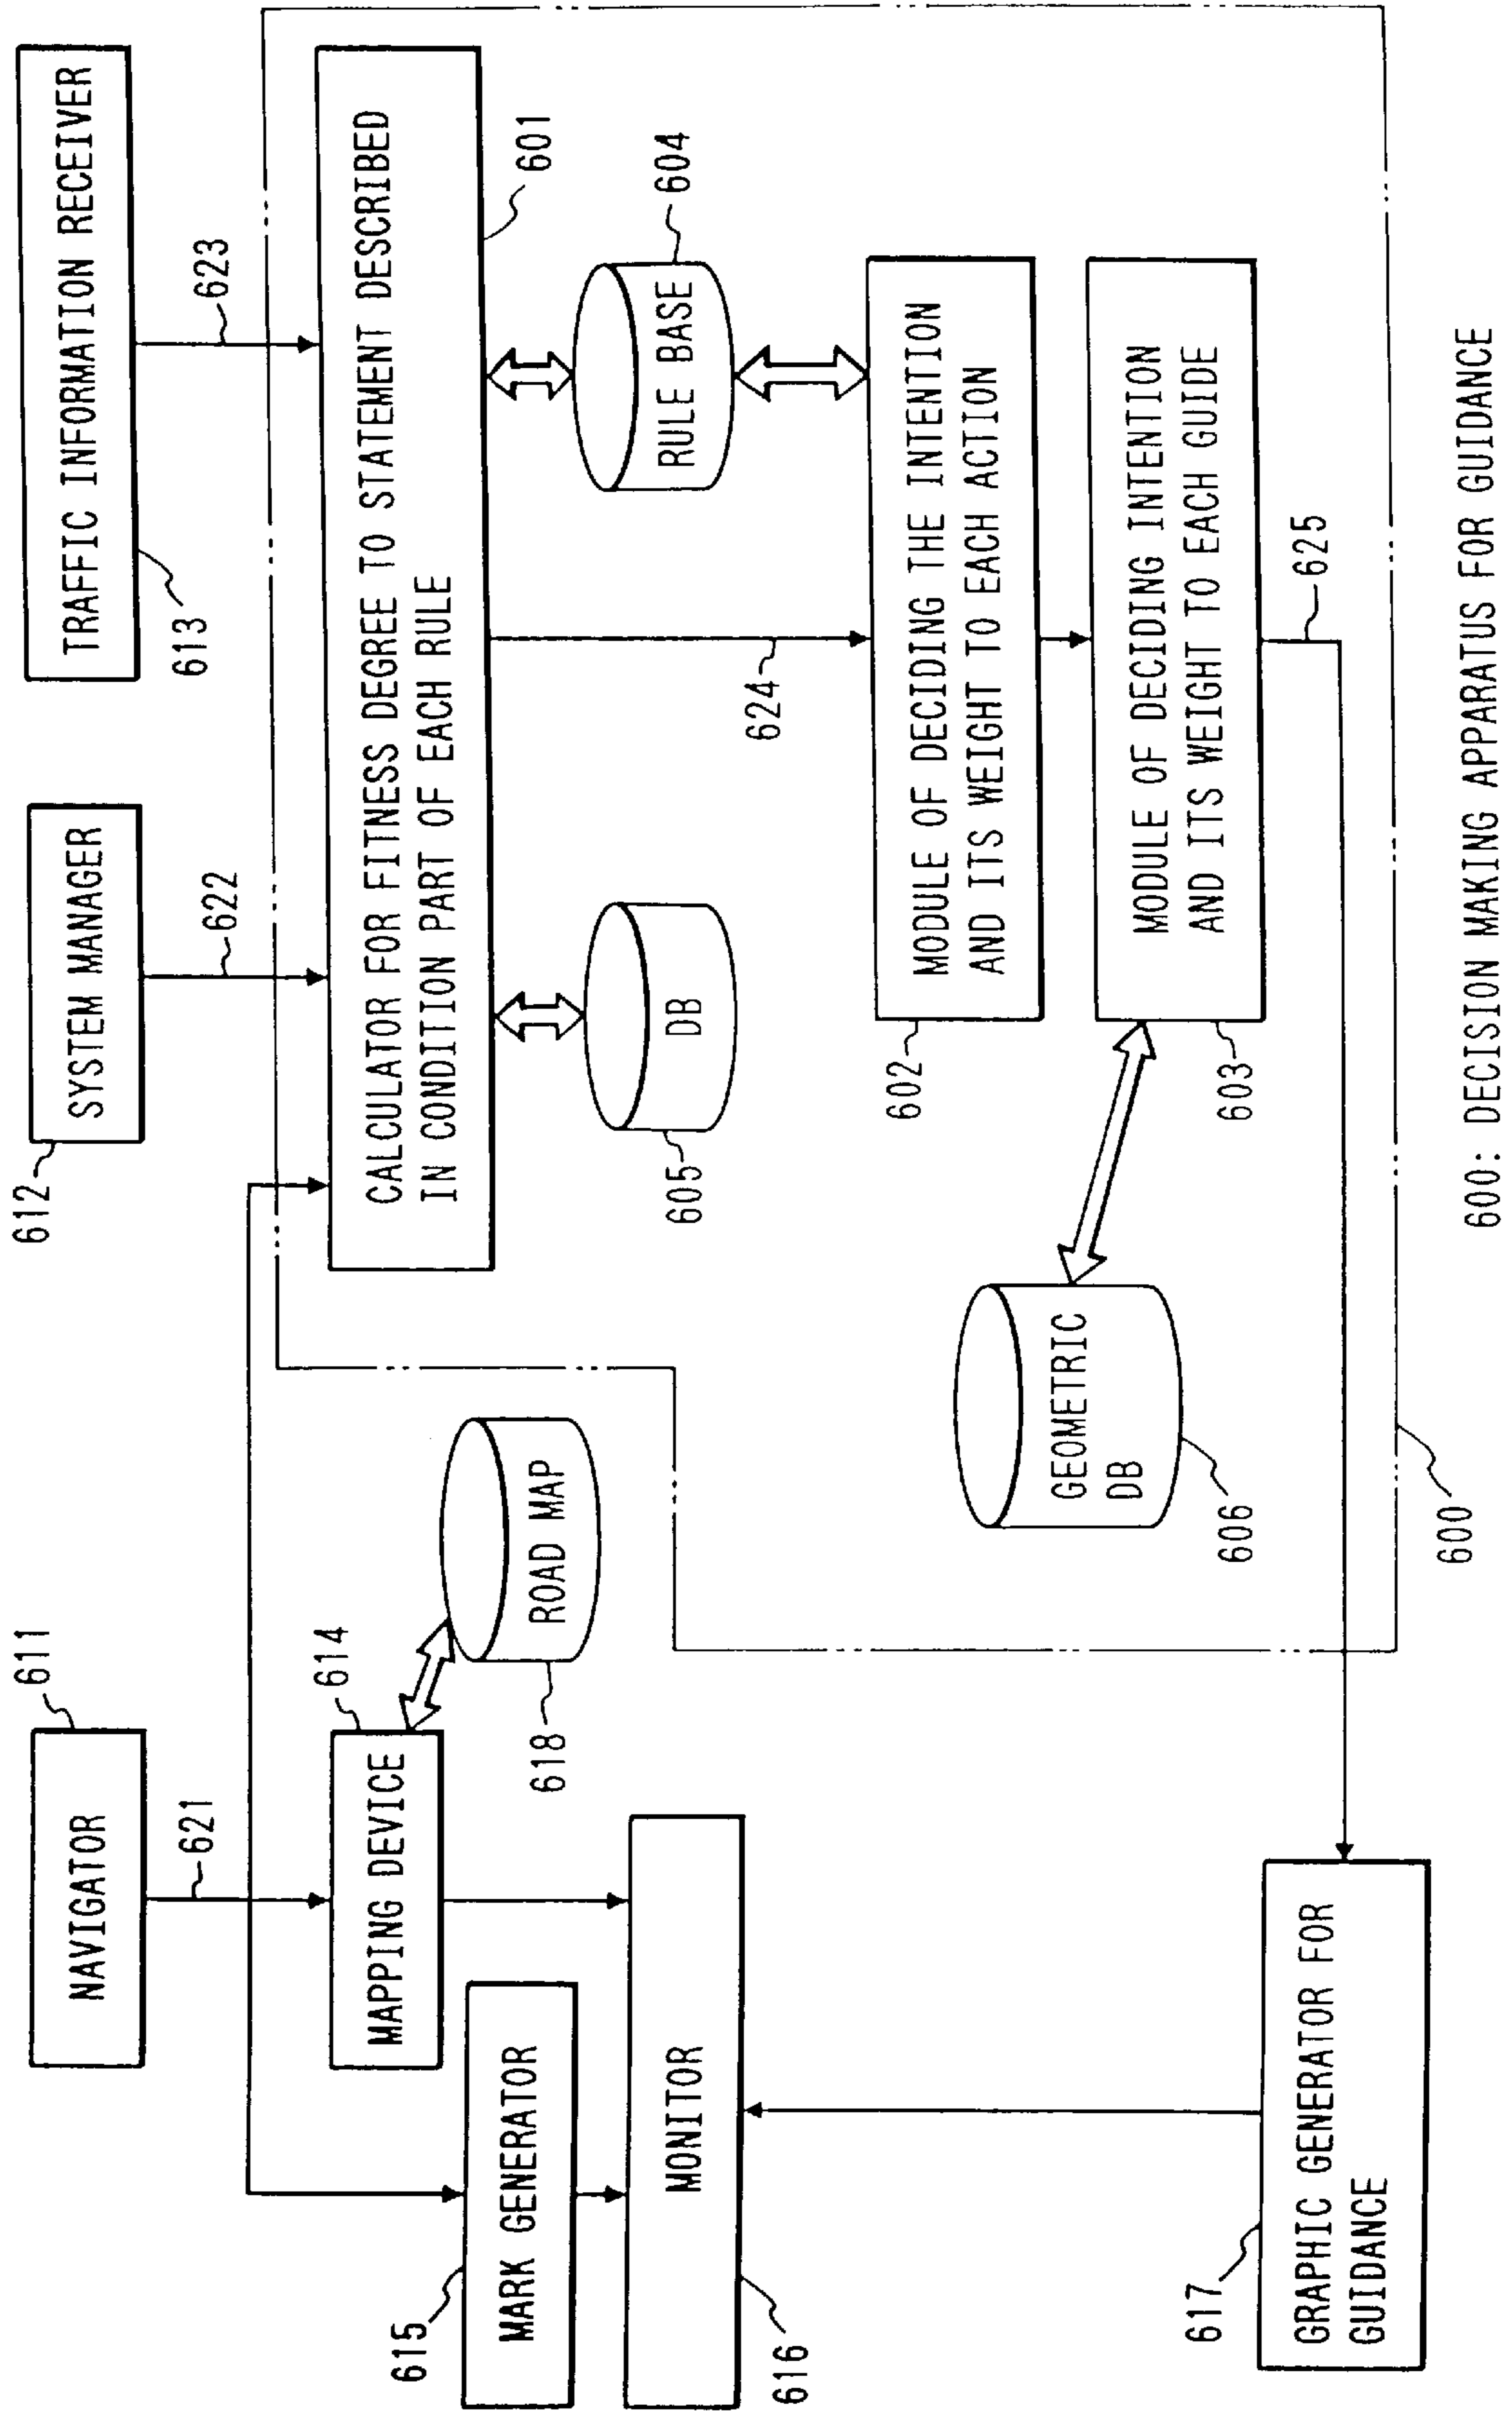 611
NAVIGATOR
621
612
SYSTEM MANAGER
622
TRAFFIC INFORMATION RECEIVER
613
623
614
MAPPING DEVICE
615
MARK GENERATOR
ROAD MAP
618
MONITOR
616
CALCULATOR FOR FITNESS DEGREE TO STATEMENT DESCRIBED
IN CONDITION PART OF EACH RULE
601
DB
605
RULE BASE
604
624
MODULE OF DECIDING THE INTENTION
AND ITS WEIGHT TO EACH ACTION
602
GEOMETRIC
DB
606
MODULE OF DECIDING INTENTION
AND ITS WEIGHT TO EACH GUIDE
603
625
617
GRAPHIC GENERATOR FOR
GUIDANCE
600
600: DECISION MAKING APPARATUS FOR GUIDANCE